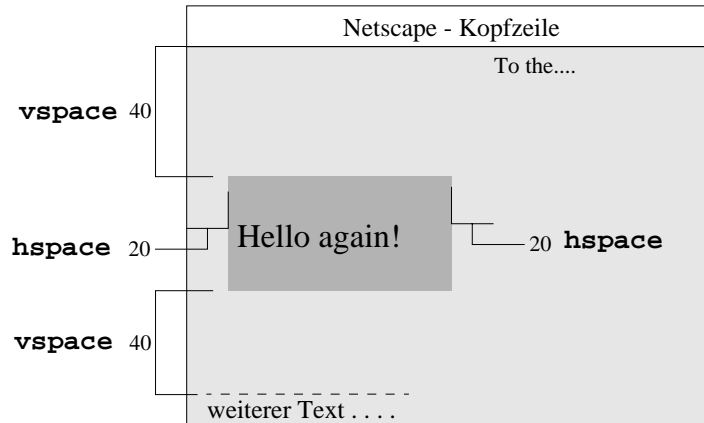 Netscape - Kopfzeile
To the....
vspace 40
Hello again!
hspace 20
20 hspace
vspace 40
weiterer Text . . . .